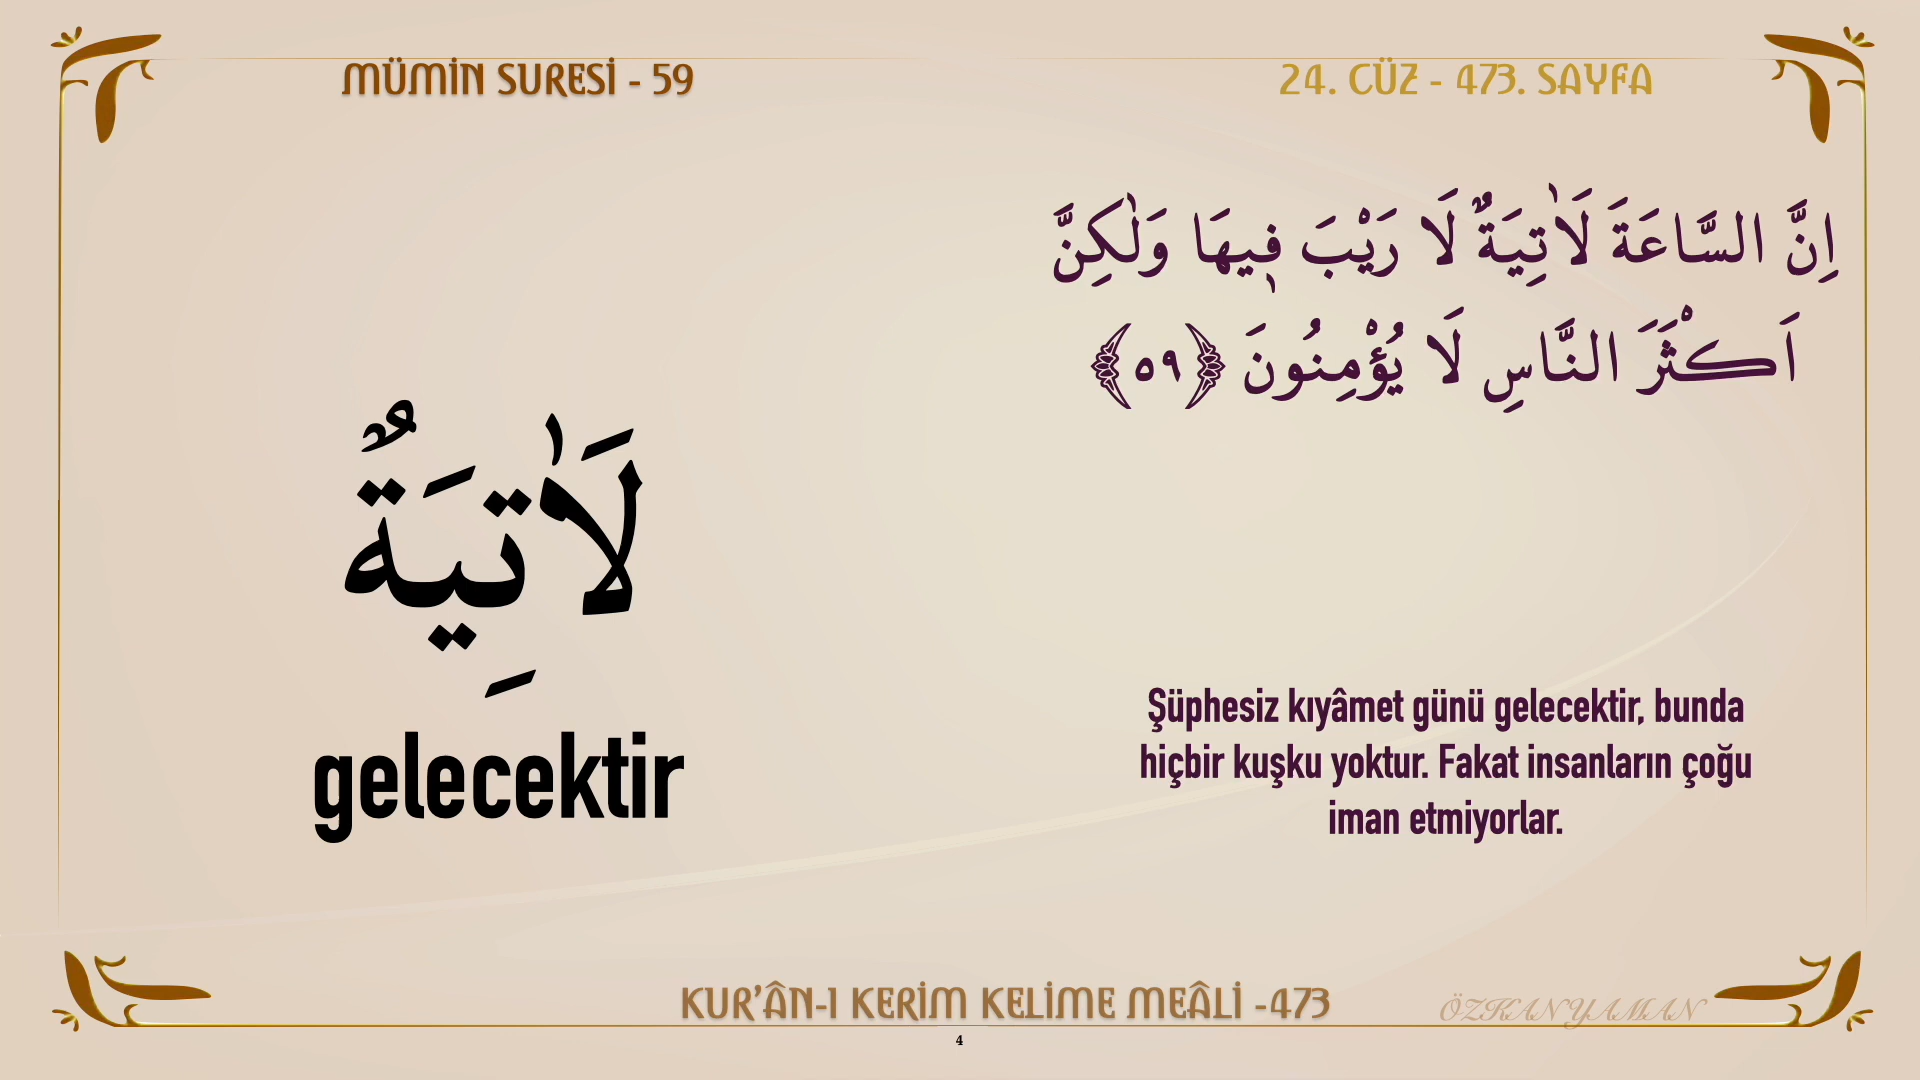 MÜMİN SURESİ - 59
24. CÜZ - 473. SAYFA
اِنَّ السَّاعَةَ لَاٰتِيَةٌ لَا رَيْبَ ف۪يهَا وَلٰكِنَّ
اَكْثَرَ النَّاسِ لَا يُؤْمِنُونَ ﴿٥٩﴾
لَاٰتِيَةٌ
gelecektir
Şüphesiz kıyâmet günü gelecektir, bunda
hiçbir kuşku yoktur. Fakat insanların çoğu
iman etmiyorlar.
KUR’ÂN-I KERİM KELİME MEÂLİ -473
ÖZKAN YAMAN
4